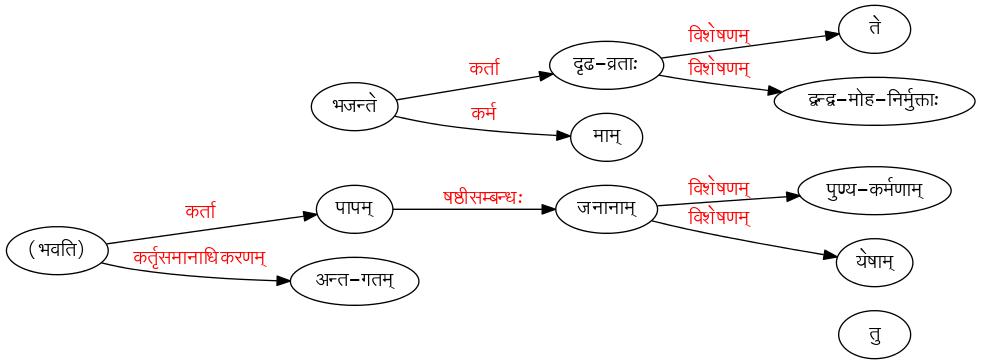 ते
विशेषणम्
कर्ता
दृढ-व्रताः
विशेषणम्
भजन्ते
द्वन्द्व-मोह-निर्मुक्ताः
कर्म
माम्
पुण्य-कर्मणाम्
विशेषणम्
षष्ठीसम्बन्धः
कर्ता
पापम्
जनानाम्
विशेषणम्
(भवति)
कर्तृसमानाधिकरणम्
येषाम्
अन्त-गतम्
तु